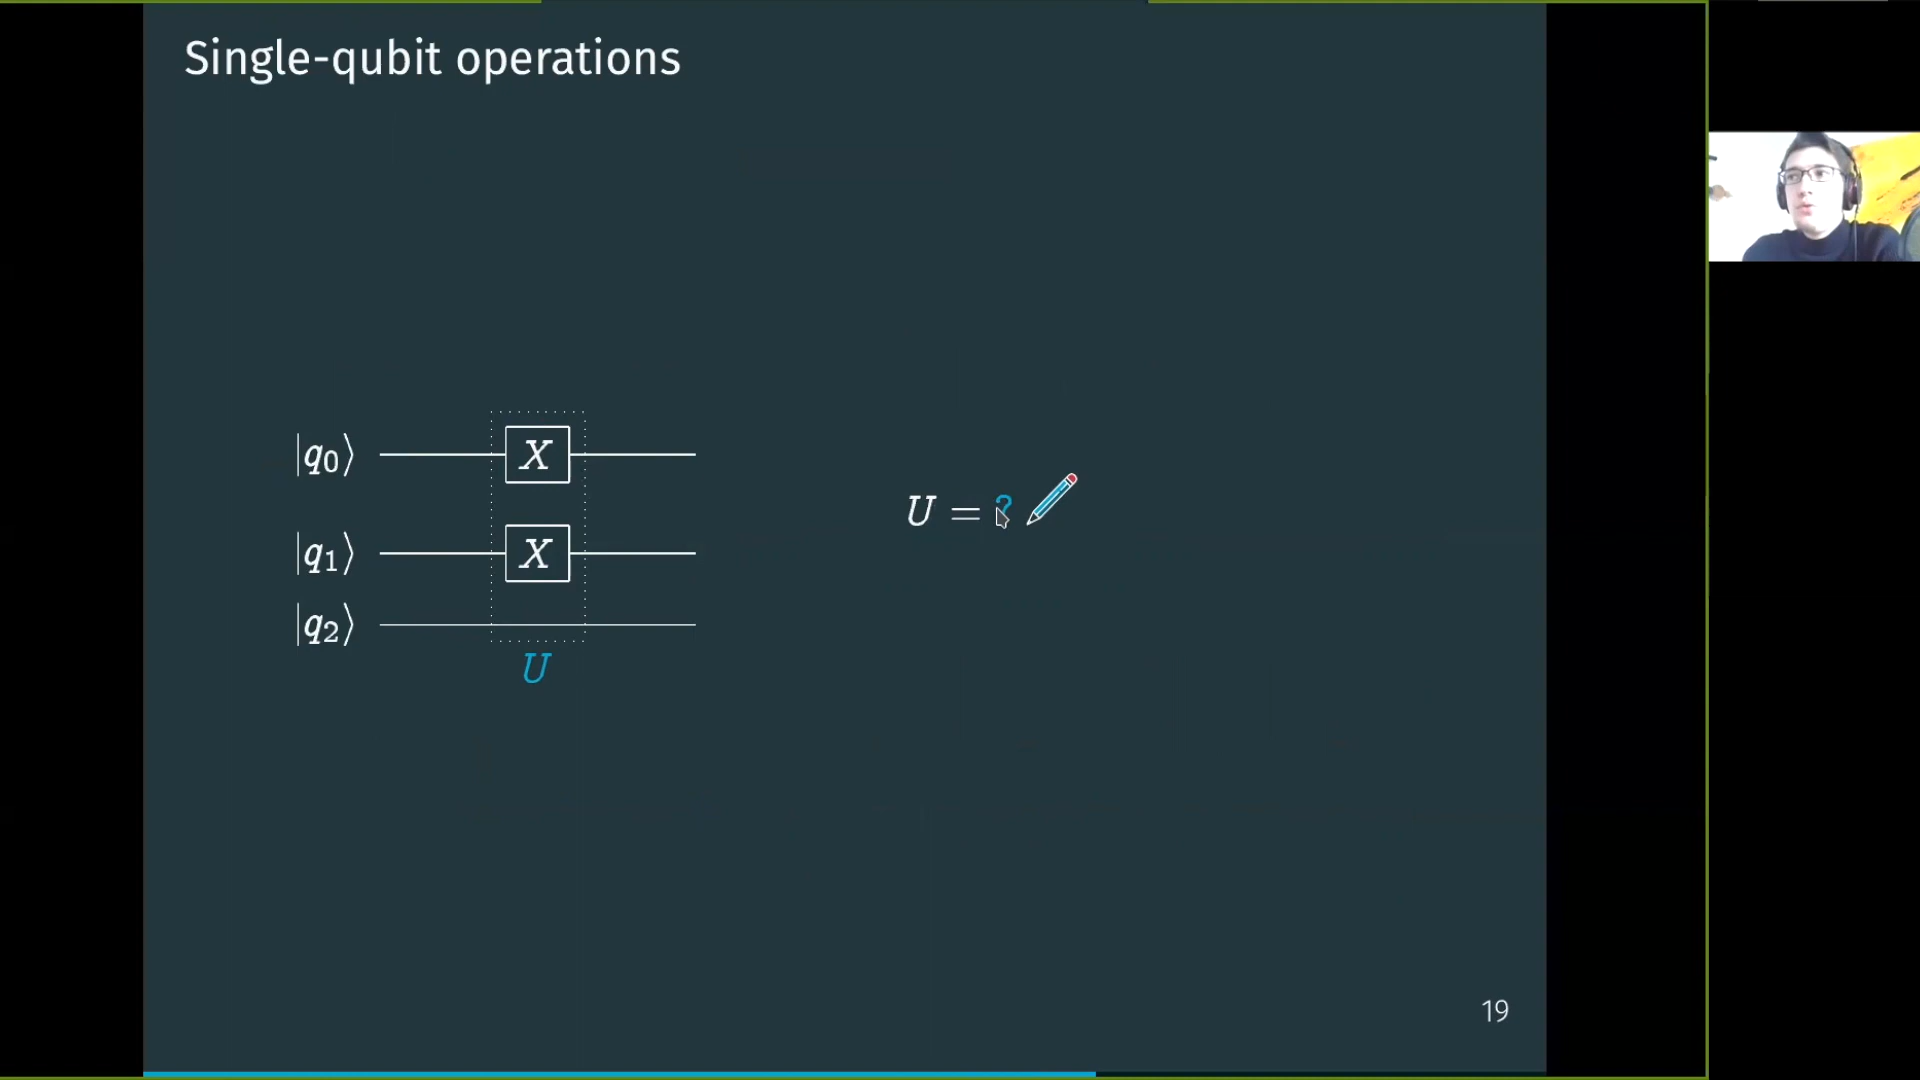 Single-qubit operations
|q₀⟩ X
|q₁⟩ X
|q₂⟩
U
U = ?
19